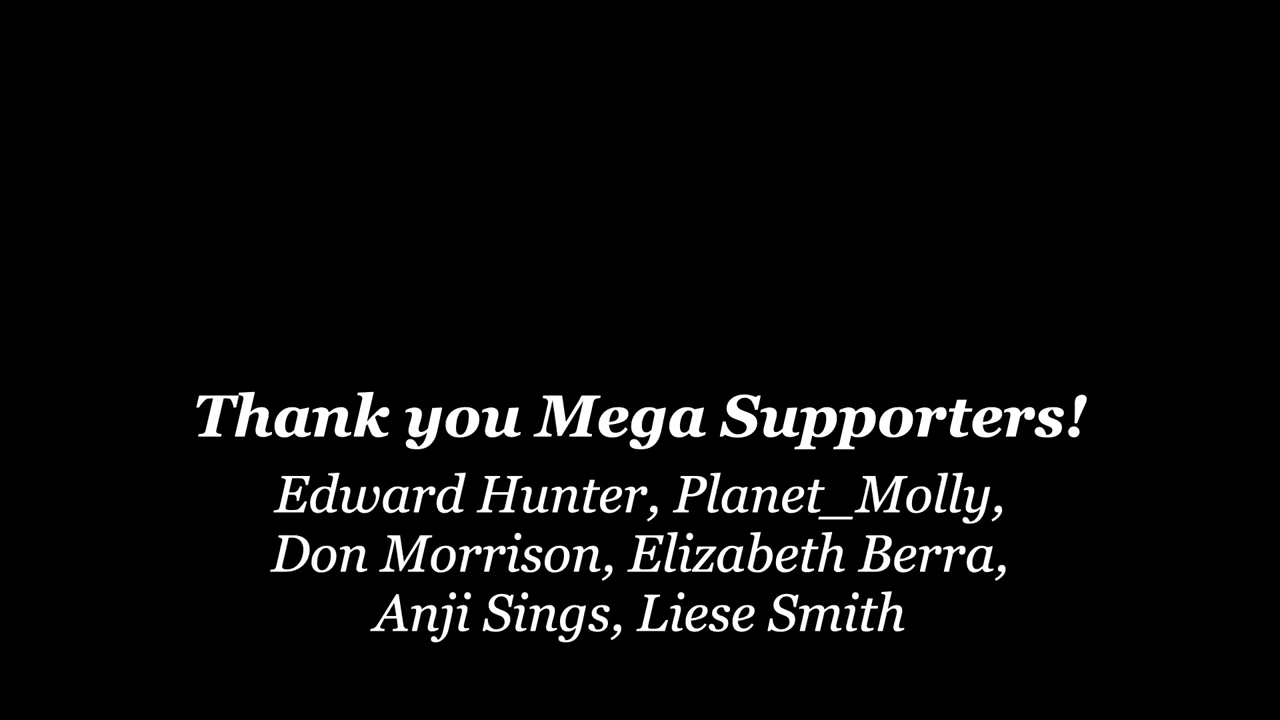 Thank you Mega Supporters!
Edward Hunter, Planet_Molly,
Don Morrison, Elizabeth Berra,
Anji Sings, Liese Smith